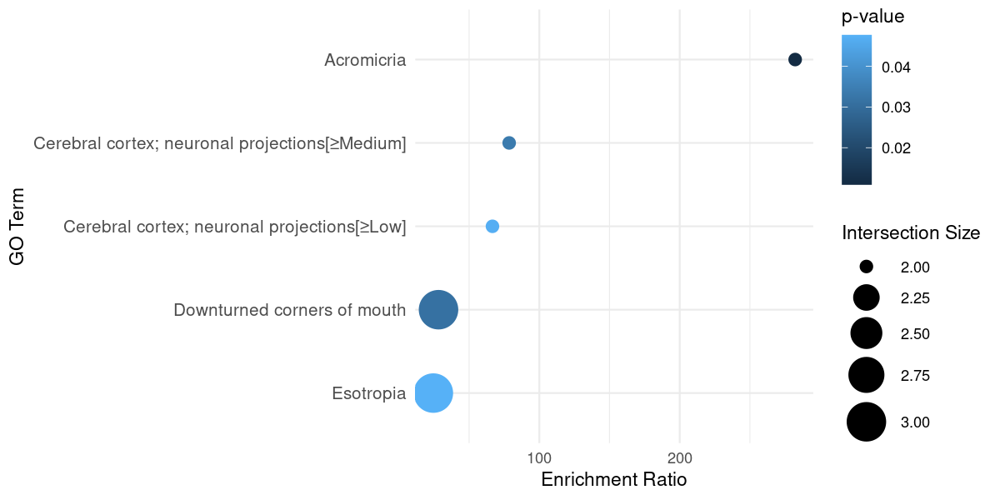 GO Term
Acromicria
Cerebral cortex; neuronal projections[≥Medium]
Cerebral cortex; neuronal projections[≥Low]
Downturned corners of mouth
Esotropia
100
200
Enrichment Ratio
p-value
0.04
0.03
0.02
Intersection Size
2.00
2.25
2.50
2.75
3.00